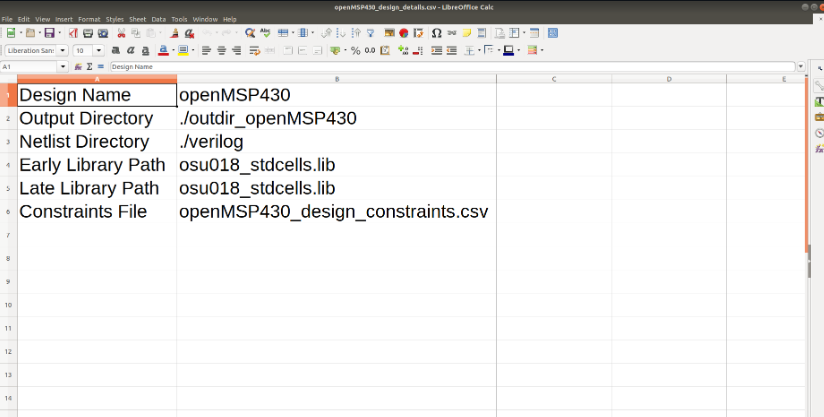 openMSP430_design_details.csv - LibreOffice Calc
File Edit View Insert Format Styles Sheet Data Tools Window Help
Liberation Sans 10
A1 Design Name
A B C D E
1 Design Name openMSP430
2 Output Directory ./outdir_openMSP430
3 Netlist Directory ./verilog
4 Early Library Path osu018_stdcells.lib
5 Late Library Path osu018_stdcells.lib
6 Constraints File openMSP430_design_constraints.csv
7
8
9
10
11
12
13
14